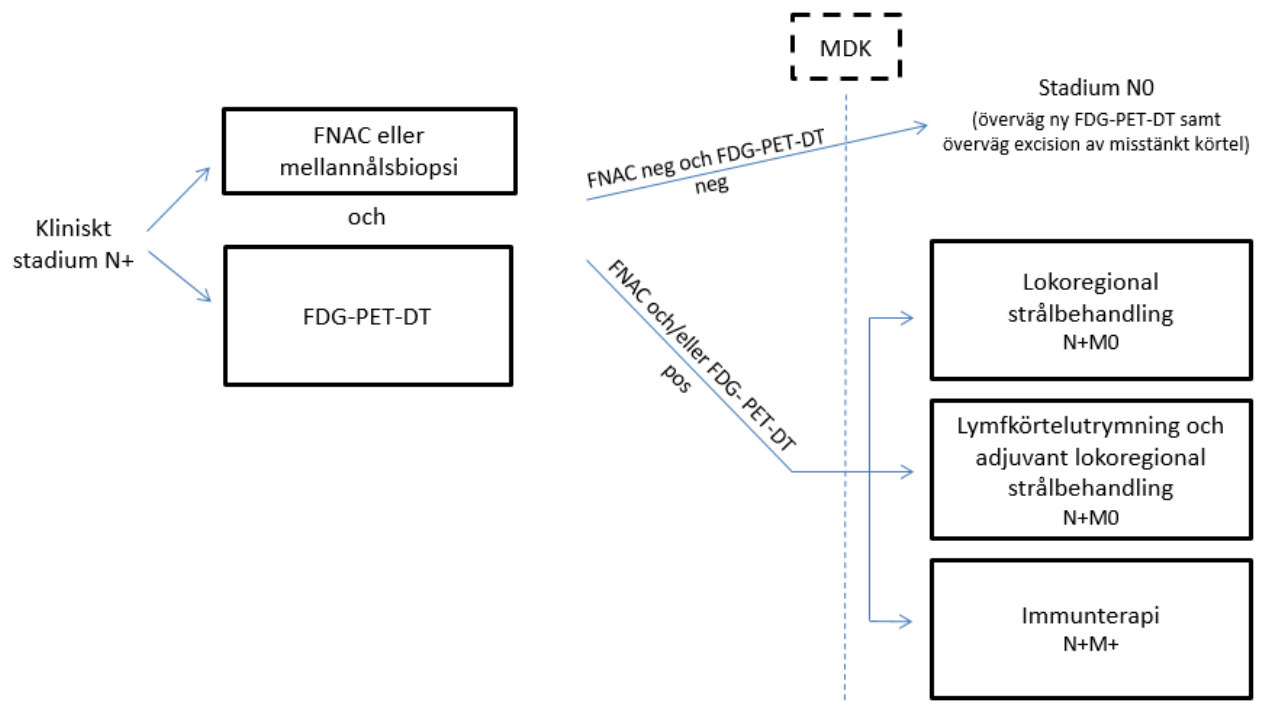 MDK
Stadium N0
(överväg ny FDG-PET-DT samt
överväg excision av misstänkt körtel)
FNAC eller
mellannålsbiopsi
och
FDG-PET-DT
Kliniskt
stadium N+
FNAC neg och FDG-PET-DT
neg
FNAC och/eller FDG- PET-DT
pos
Lokoregional
strålbehandling
N+M0
Lymfkörtelutrymning och
adjuvant lokoregional
strålbehandling
N+M0
Immunterapi
N+M+